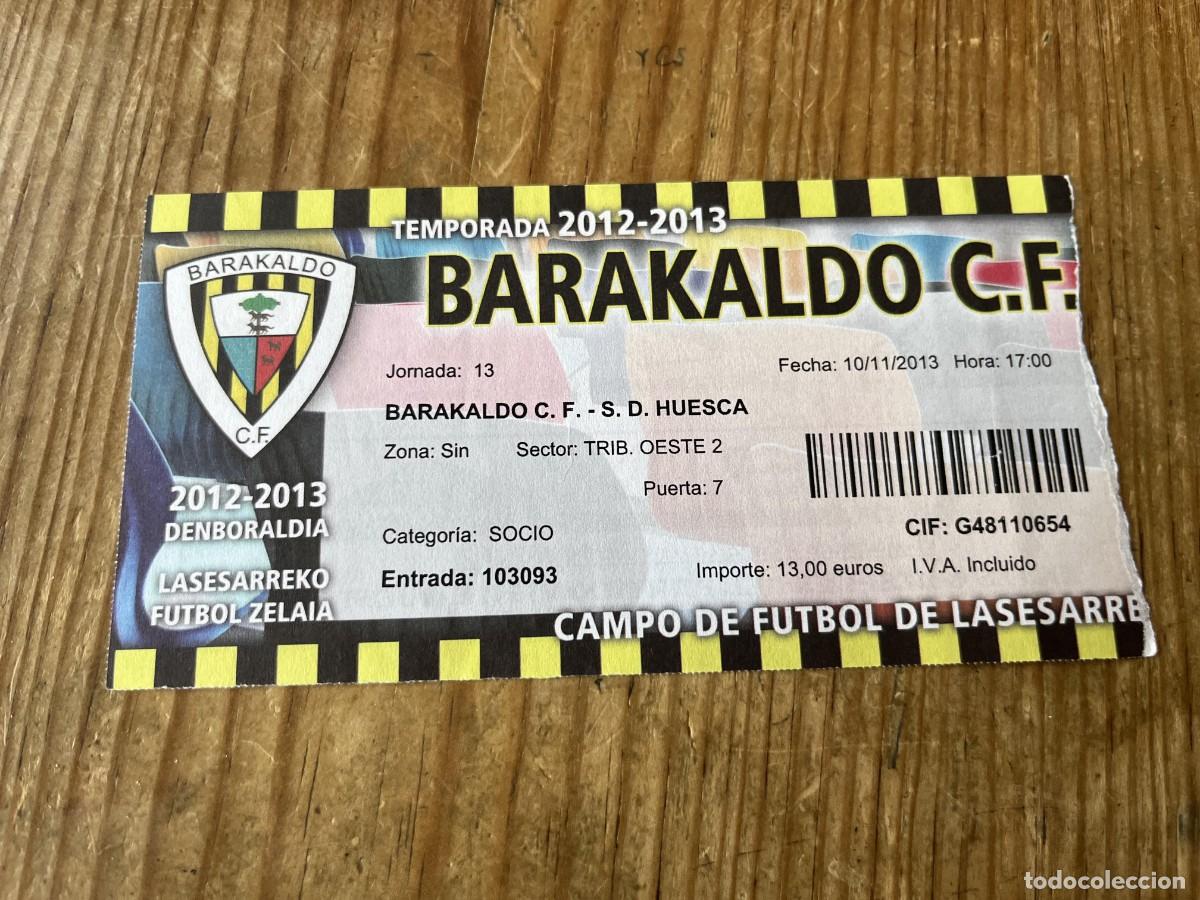 TEMPORADA 2012-2013
BARAKALDO C.F.
BARAKALDO
C.F.
Jornada: 13
Fecha: 10/11/2013 Hora: 17:00
BARAKALDO C. F. - S. D. HUESCA
Zona: Sin Sector: TRIB. OESTE 2
Puerta: 7
2012-2013
DENBORALDIA
LASESARREKO
FUTBOL ZELAIA
Categoría: SOCIO
CIF: G48110654
Entrada: 103093
Importe: 13,00 euros I.V.A. Incluido
CAMPO DE FUTBOL DE LASESARRE
todocoleccion